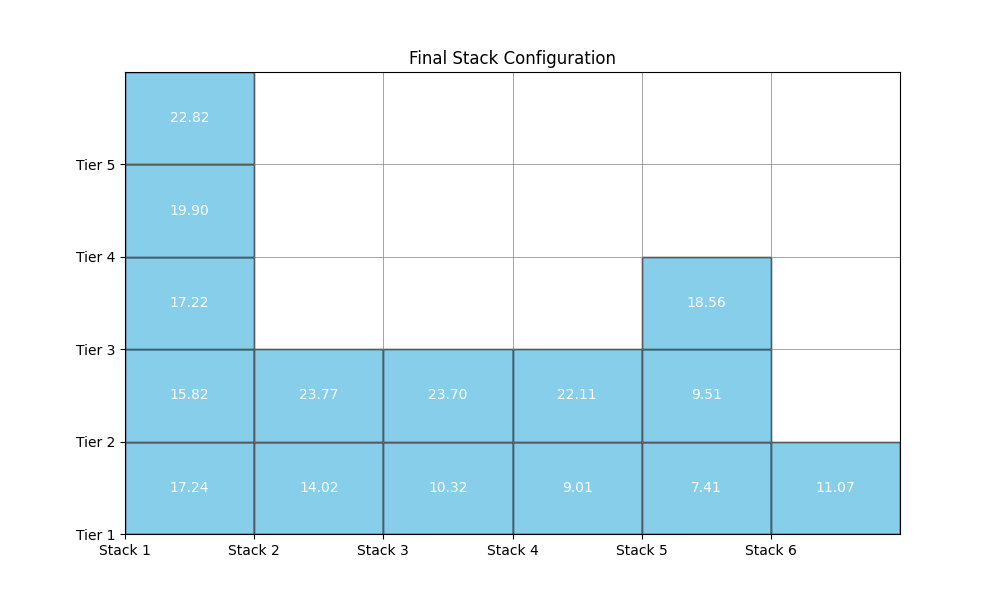 Final Stack Configuration
22.82
Tier 5
19.90
Tier 4
17.22 18.56
Tier 3
15.82 23.77 23.70 22.11 9.51
Tier 2
17.24 14.02 10.32 9.01 7.41 11.07
Tier 1
Stack 1 Stack 2 Stack 3 Stack 4 Stack 5 Stack 6